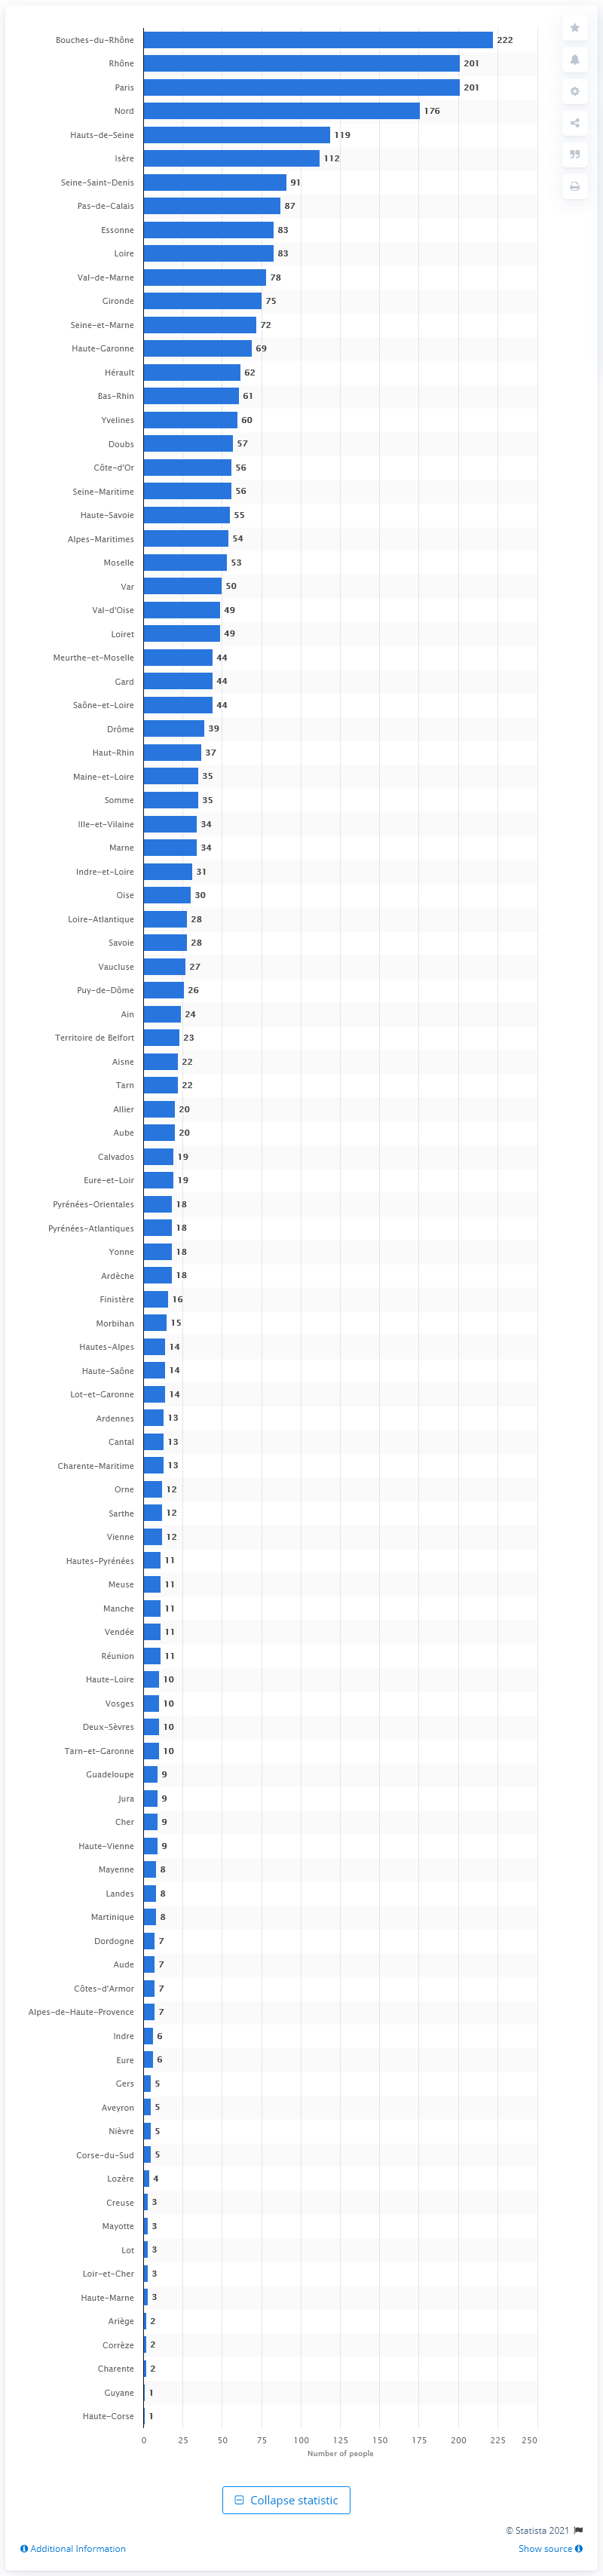 Bouches-du-Rhône 222
Rhône 201
Paris 201
Nord 176
Hauts-de-Seine 119
Isère 112
Seine-Saint-Denis 91
Pas-de-Calais 87
Essonne 83
Loire 83
Val-de-Marne 78
Gironde 75
Seine-et-Marne 72
Haute-Garonne 69
Hérault 62
Bas-Rhin 61
Yvelines 60
Doubs 57
Côte-d'Or 56
Seine-Maritime 56
Haute-Savoie 55
Alpes-Maritimes 54
Moselle 53
Var 50
Val-d'Oise 49
Loiret 49
Meurthe-et-Moselle 44
Gard 44
Saône-et-Loire 44
Drôme 39
Haut-Rhin 37
Maine-et-Loire 35
Somme 35
Ille-et-Vilaine 34
Marne 34
Indre-et-Loire 31
Oise 30
Loire-Atlantique 28
Savoie 28
Vaucluse 27
Puy-de-Dôme 26
Ain 24
Territoire de Belfort 23
Aisne 22
Tarn 22
Allier 20
Aube 20
Calvados 19
Eure-et-Loir 19
Pyrénées-Orientales 18
Pyrénées-Atlantiques 18
Yonne 18
Ardèche 18
Finistère 16
Morbihan 15
Hautes-Alpes 14
Haute-Saône 14
Lot-et-Garonne 14
Ardennes 13
Cantal 13
Charente-Maritime 13
Orne 12
Sarthe 12
Vienne 12
Hautes-Pyrénées 11
Meuse 11
Manche 11
Vendée 11
Réunion 11
Haute-Loire 10
Vosges 10
Deux-Sèvres 10
Tarn-et-Garonne 10
Guadeloupe 9
Jura 9
Cher 9
Haute-Vienne 9
Mayenne 8
Landes 8
Martinique 8
Dordogne 7
Aude 7
Côtes-d'Armor 7
Alpes-de-Haute-Provence 7
Indre 6
Eure 6
Gers 5
Aveyron 5
Nièvre 5
Corse-du-Sud 5
Lozère 4
Creuse 3
Mayotte 3
Lot 3
Loir-et-Cher 3
Haute-Marne 3
Ariège 2
Corrèze 2
Charente 2
Guyane 1
Haute-Corse 1
0 25 50 75 100 125 150 175 200 225 250
Number of people
Collapse statistic
© Statista 2021
Additional Information Show source